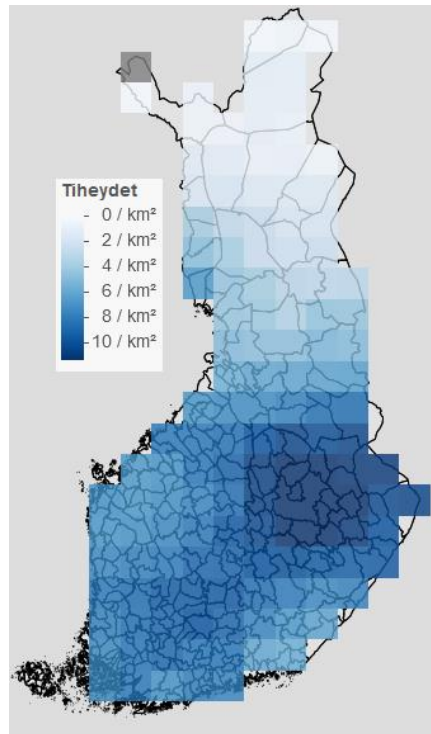 Tiheydet
- 0 / km²
- 2 / km²
- 4 / km²
- 6 / km²
- 8 / km²
- 10 / km²